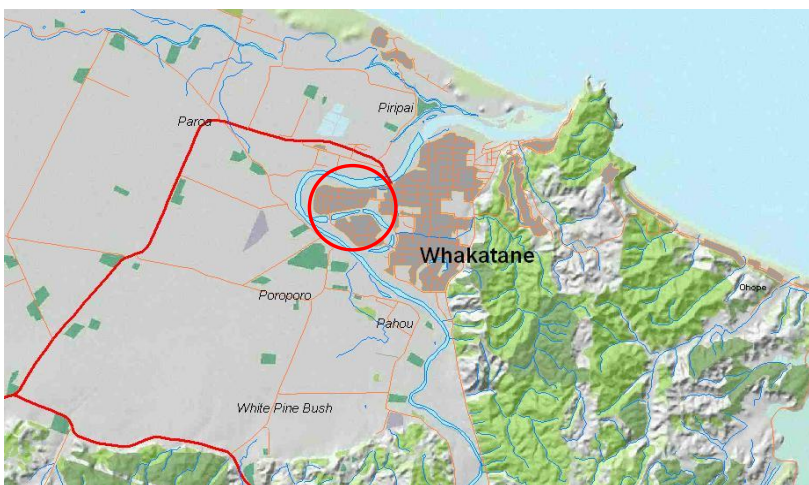 Piripai
Paroa
Whakatane
Ohope
Poroporo
Pahou
White Pine Bush